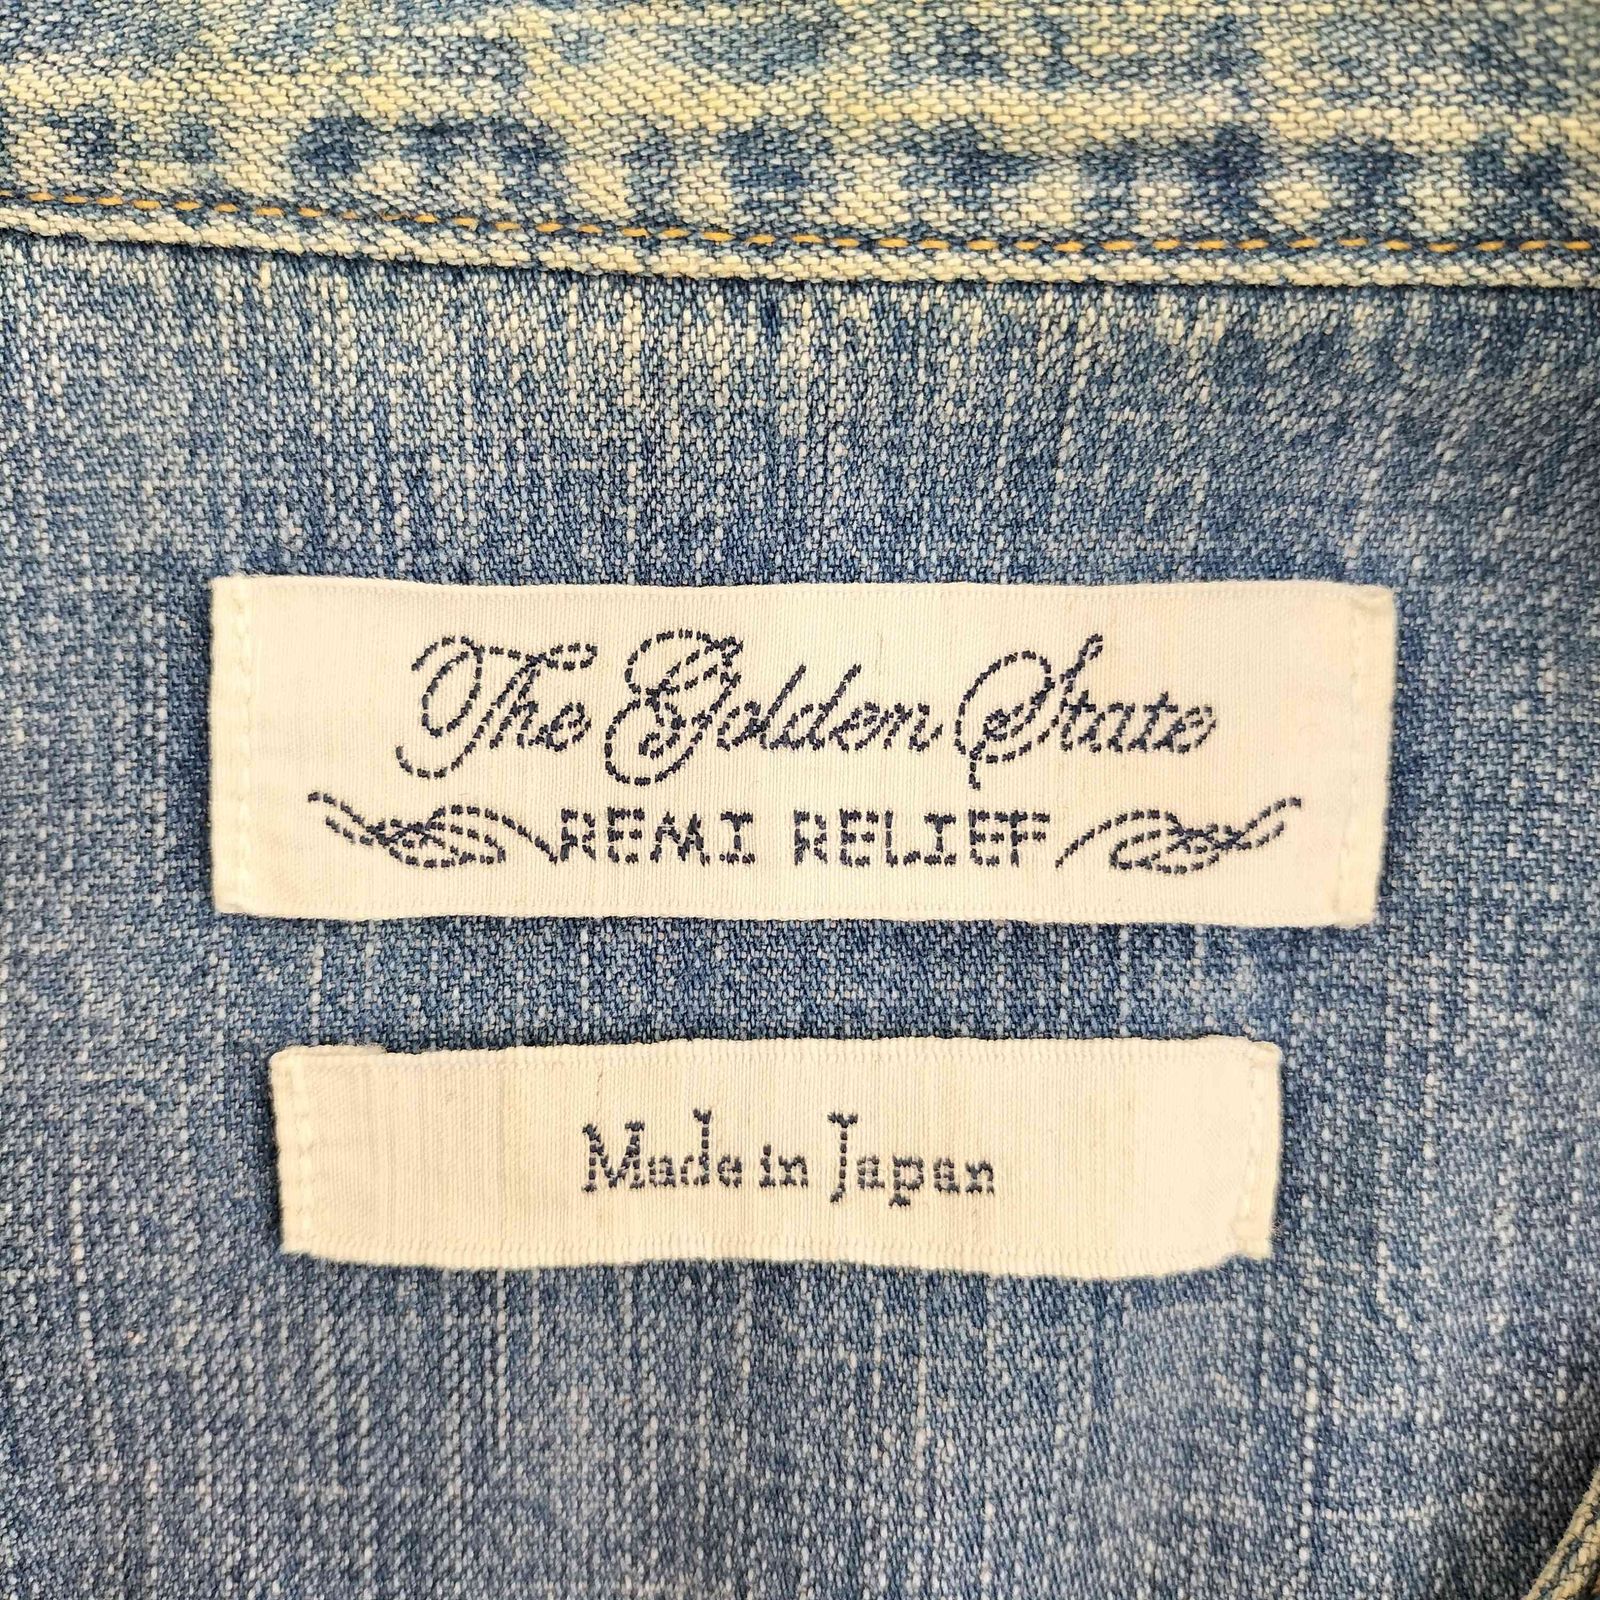 The Golden State
REMI RELIEF
Made in Japan